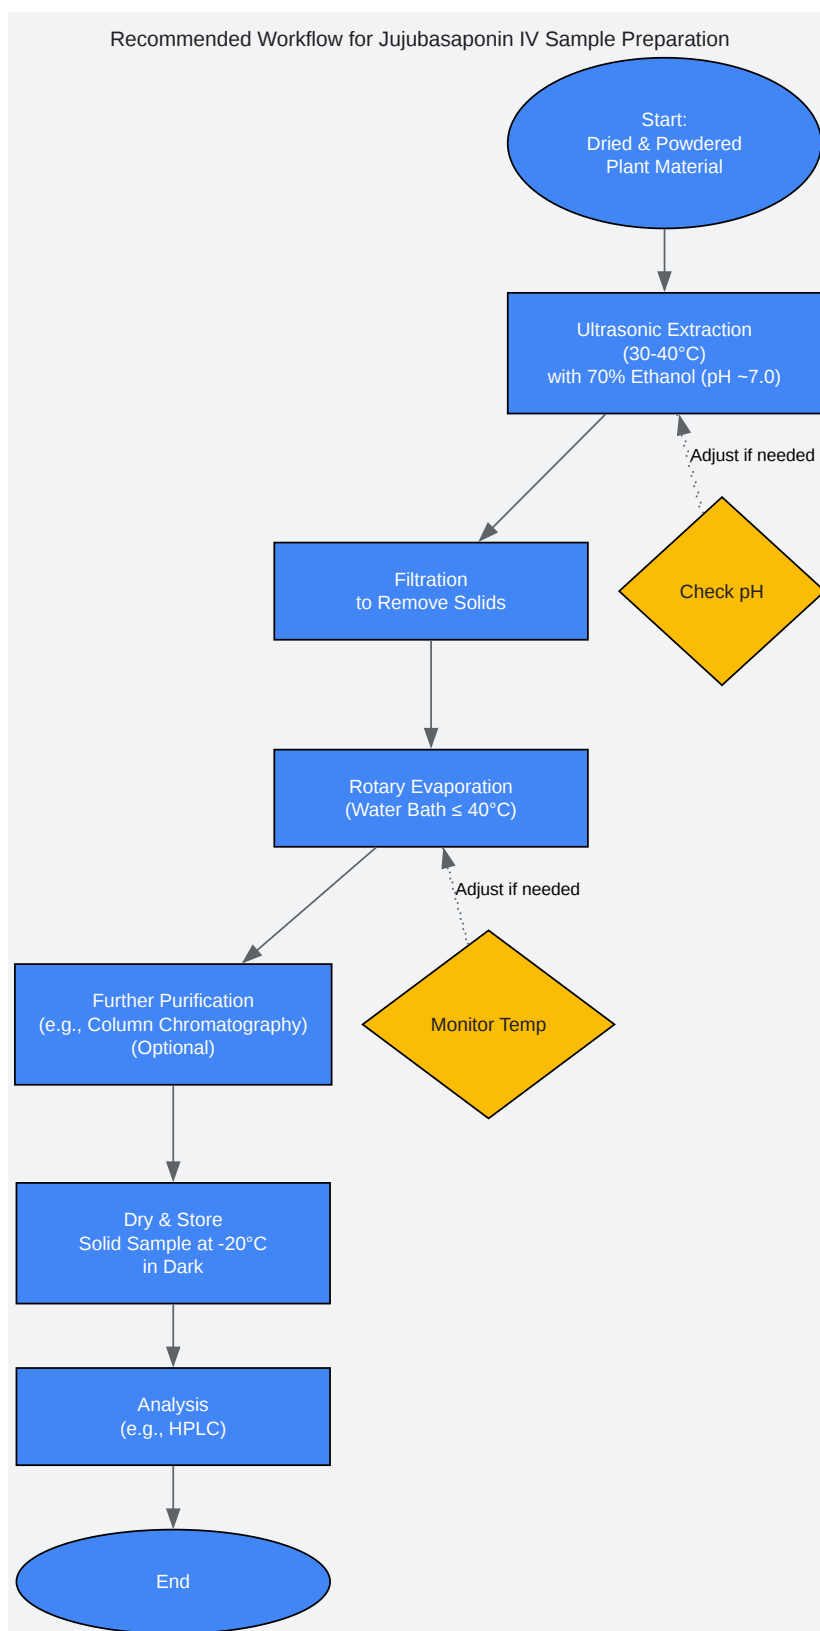 Recommended Workflow for Jujubasaponin IV Sample Preparation
Start:
Dried & Powdered
Plant Material
Ultrasonic Extraction
(30-40°C)
with 70% Ethanol (pH ~7.0)
Adjust if needed
Check pH
Filtration
to Remove Solids
Rotary Evaporation
(Water Bath ≤ 40°C)
Adjust if needed
Monitor Temp
Further Purification
(e.g., Column Chromatography)
(Optional)
Dry & Store
Solid Sample at -20°C
in Dark
Analysis
(e.g., HPLC)
End